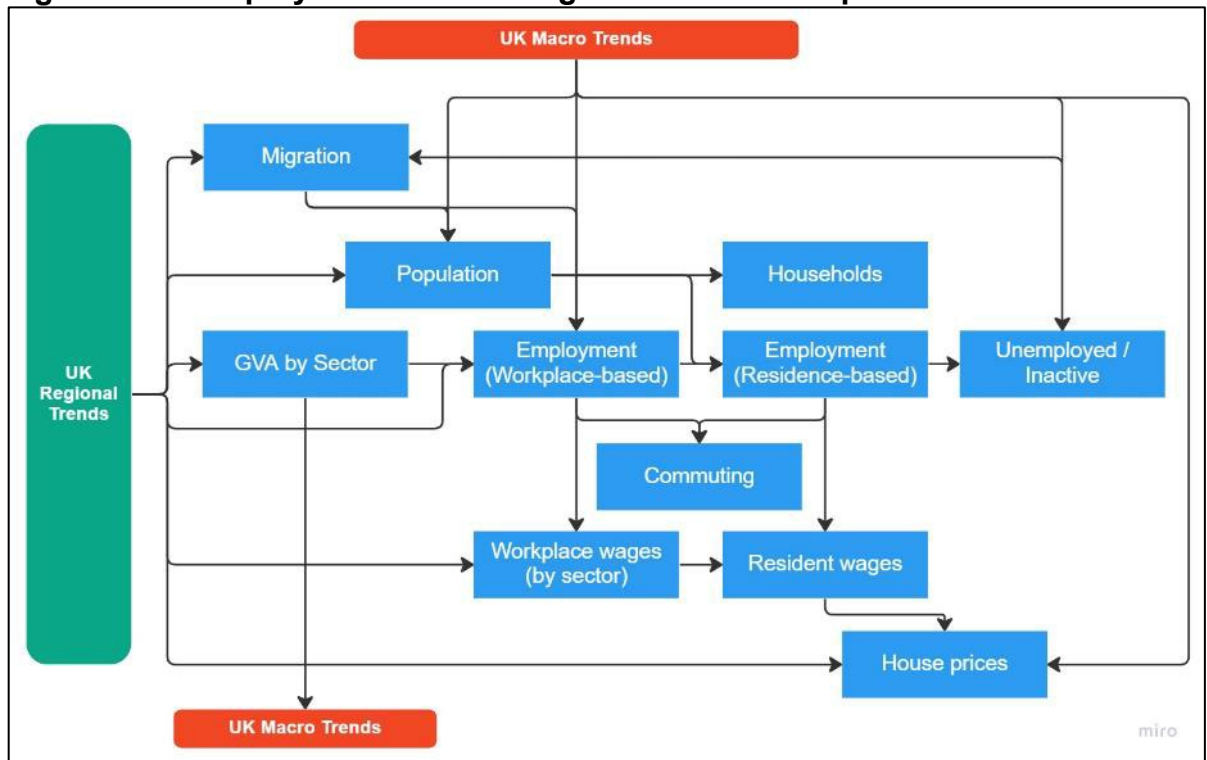 UK Macro Trends
Migration
Population
Households
UK
Regional
Trends
GVA by Sector
Employment
(Workplace-based)
Employment
(Residence-based)
Unemployed /
Inactive
Commuting
Workplace wages
(by sector)
Resident wages
House prices
UK Macro Trends
miro